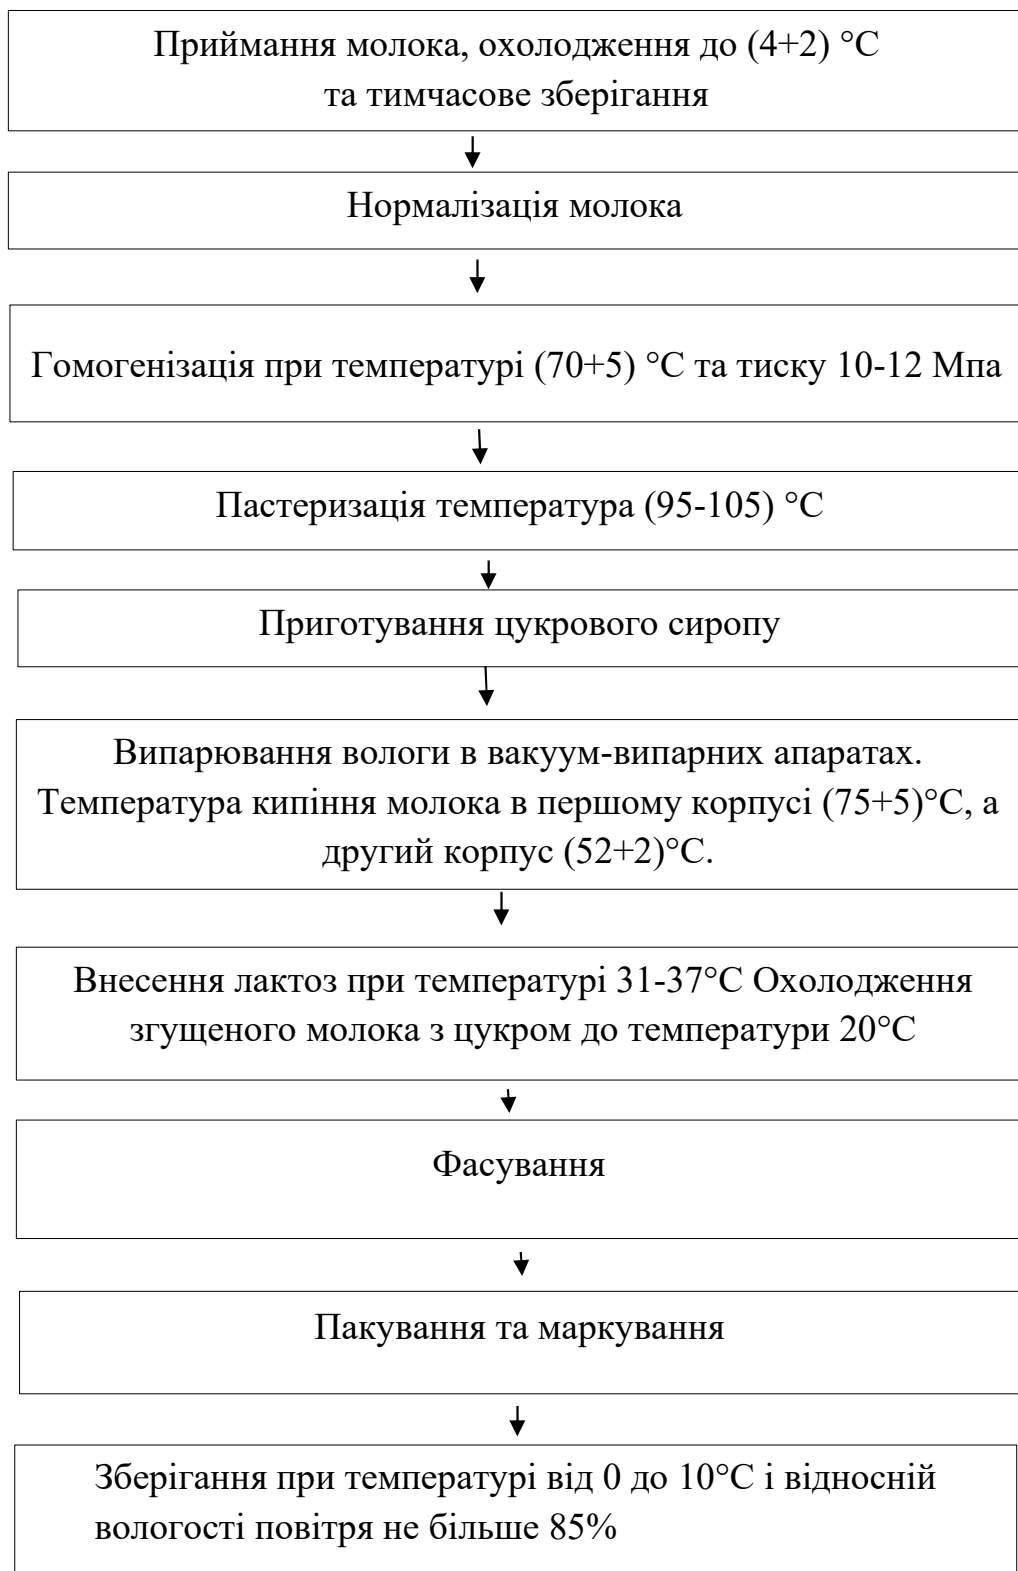 Приймання молока, охолодження до (4+2) °С
та тимчасове зберігання
Нормалізація молока
Гомогенізація при температурі (70+5) °С та тиску 10-12 Мпа
Пастеризація температура (95-105) °С
Приготування цукрового сиропу
Випарювання вологи в вакуум-випарних апаратах.
Температура кипіння молока в першому корпусі (75+5)°С, а
другий корпус (52+2)°С.
Внесення лактоз при температурі 31-37°С Охолодження
згущеного молока з цукром до температури 20°С
Фасування
Пакування та маркування
Зберігання при температурі від 0 до 10°С і відносній
вологості повітря не більше 85%